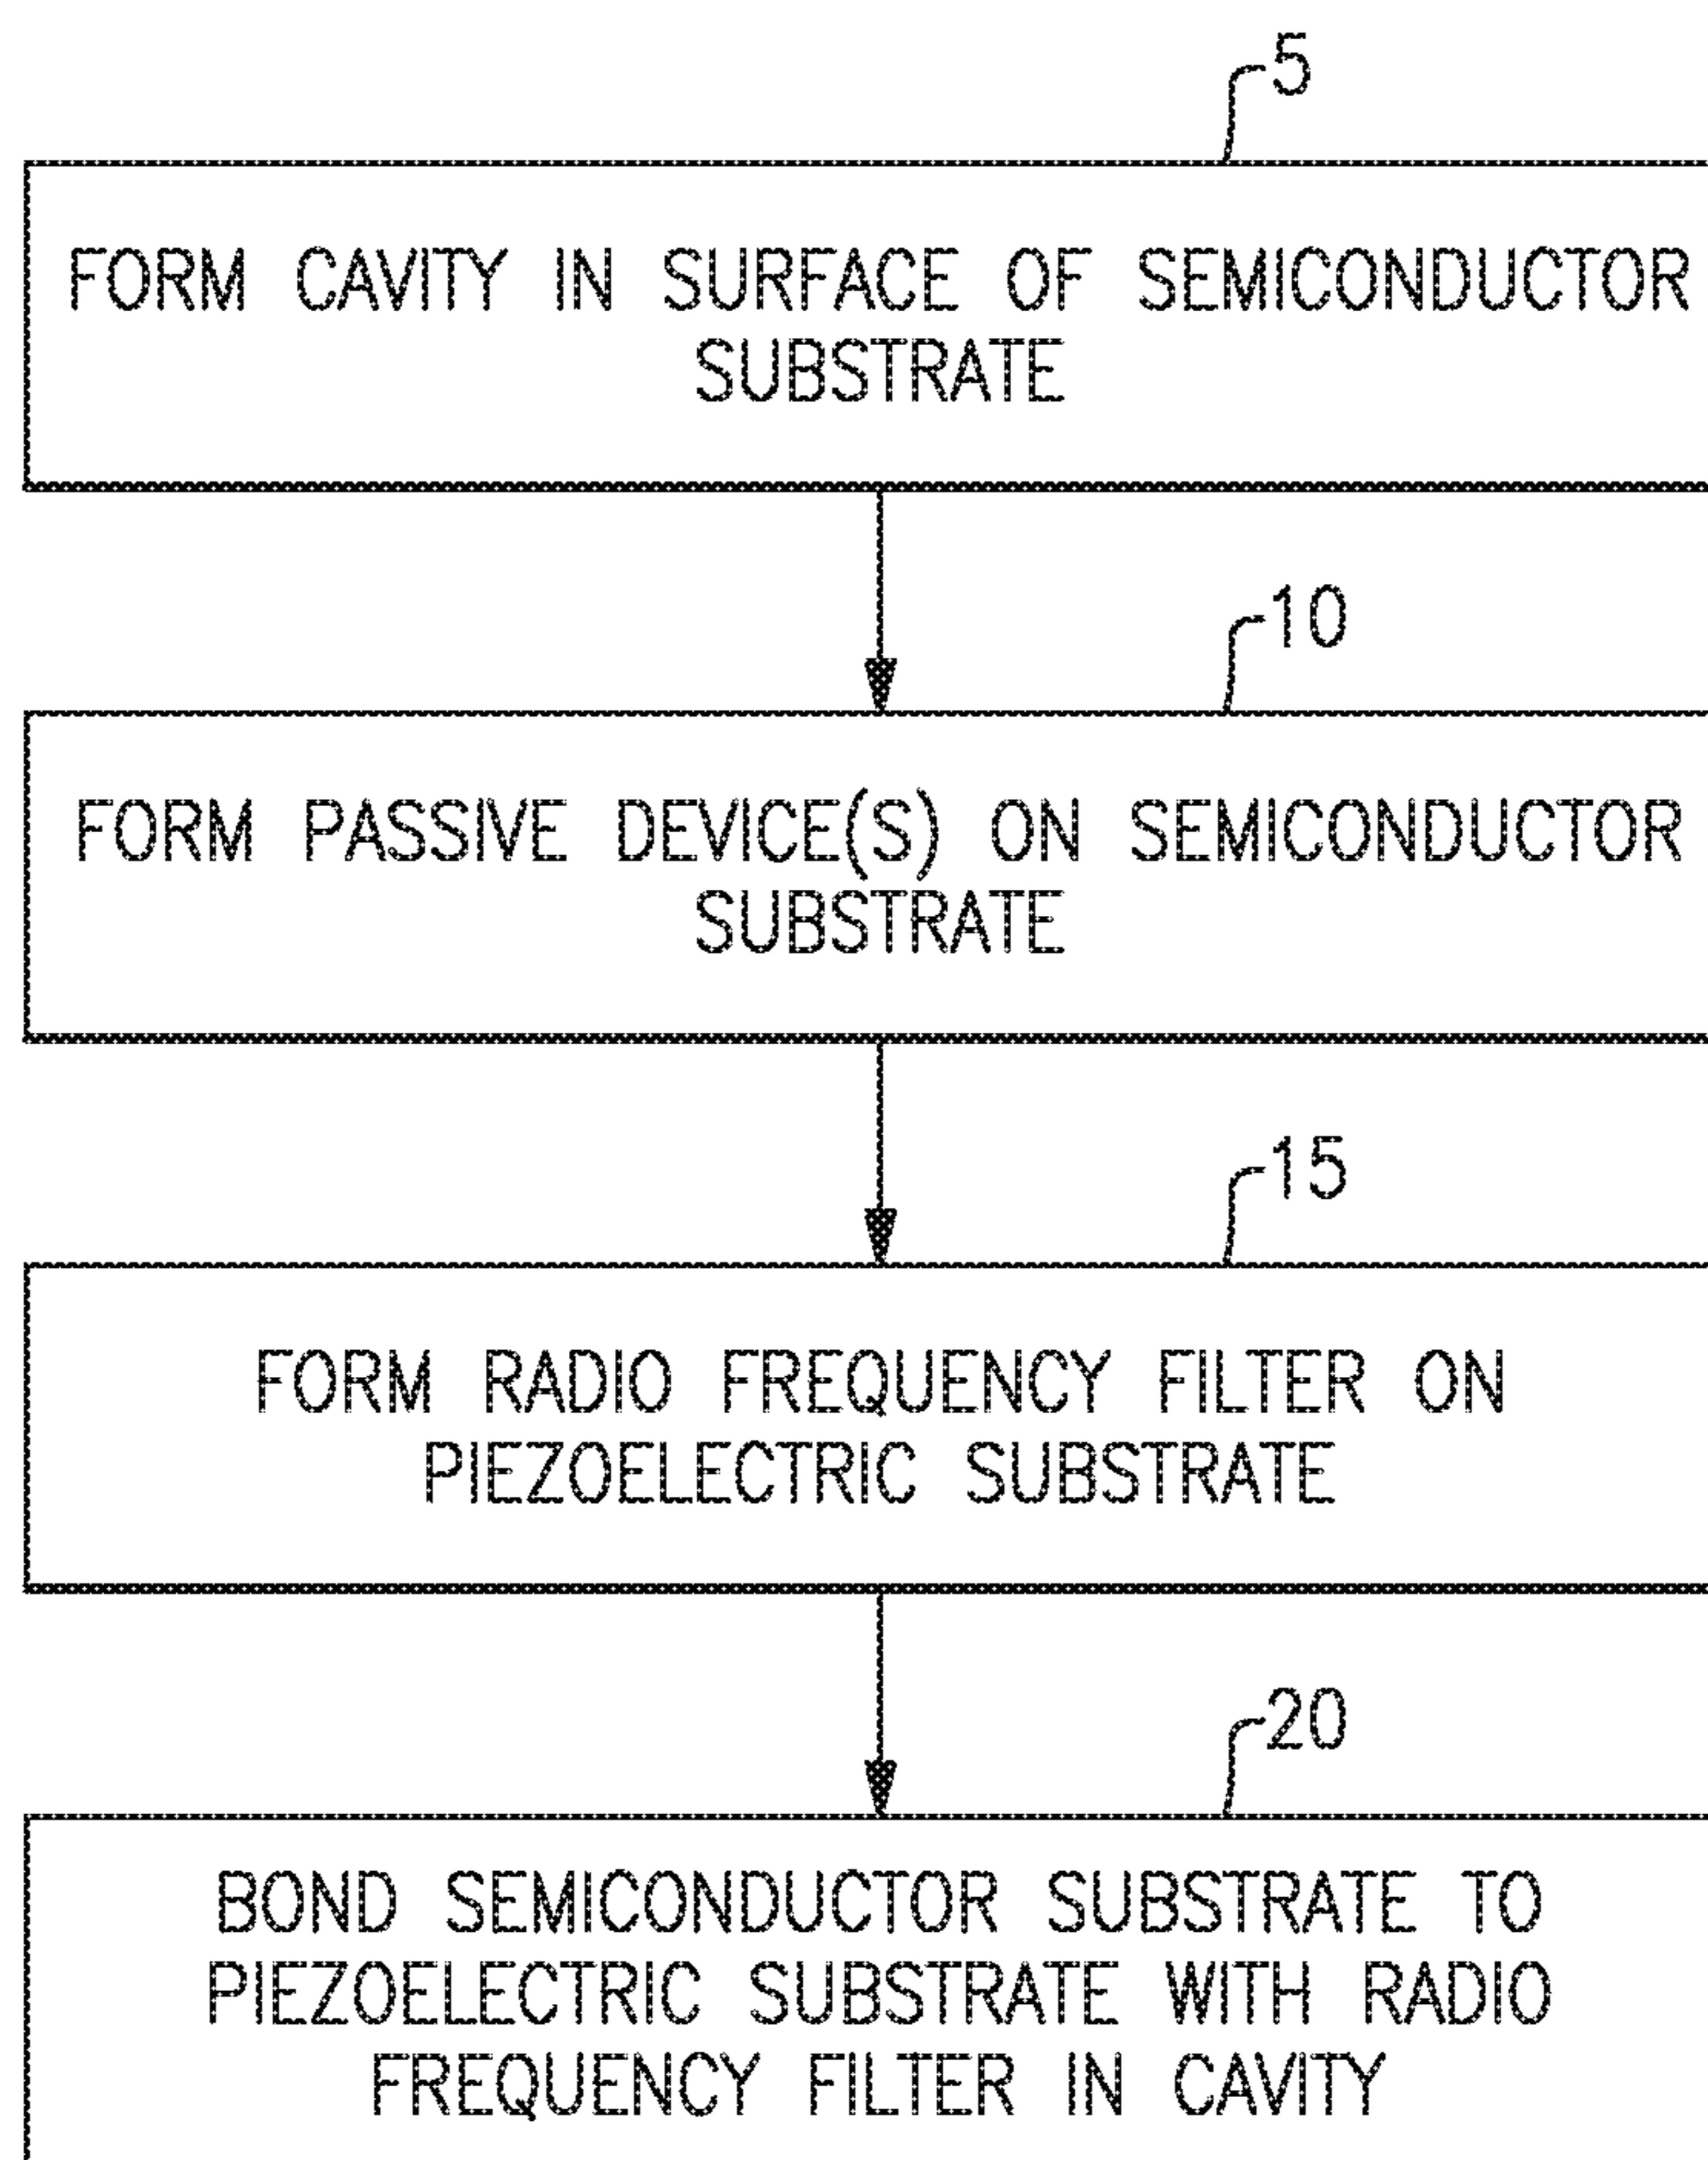 5
FORM CAVITY IN SURFACE OF SEMICONDUCTOR
SUBSTRATE
10
FORM PASSIVE DEVICE(S) ON SEMICONDUCTOR
SUBSTRATE
15
FORM RADIO FREQUENCY FILTER ON
PIEZOELECTRIC SUBSTRATE
20
BOND SEMICONDUCTOR SUBSTRATE TO
PIEZOELECTRIC SUBSTRATE WITH RADIO
FREQUENCY FILTER IN CAVITY